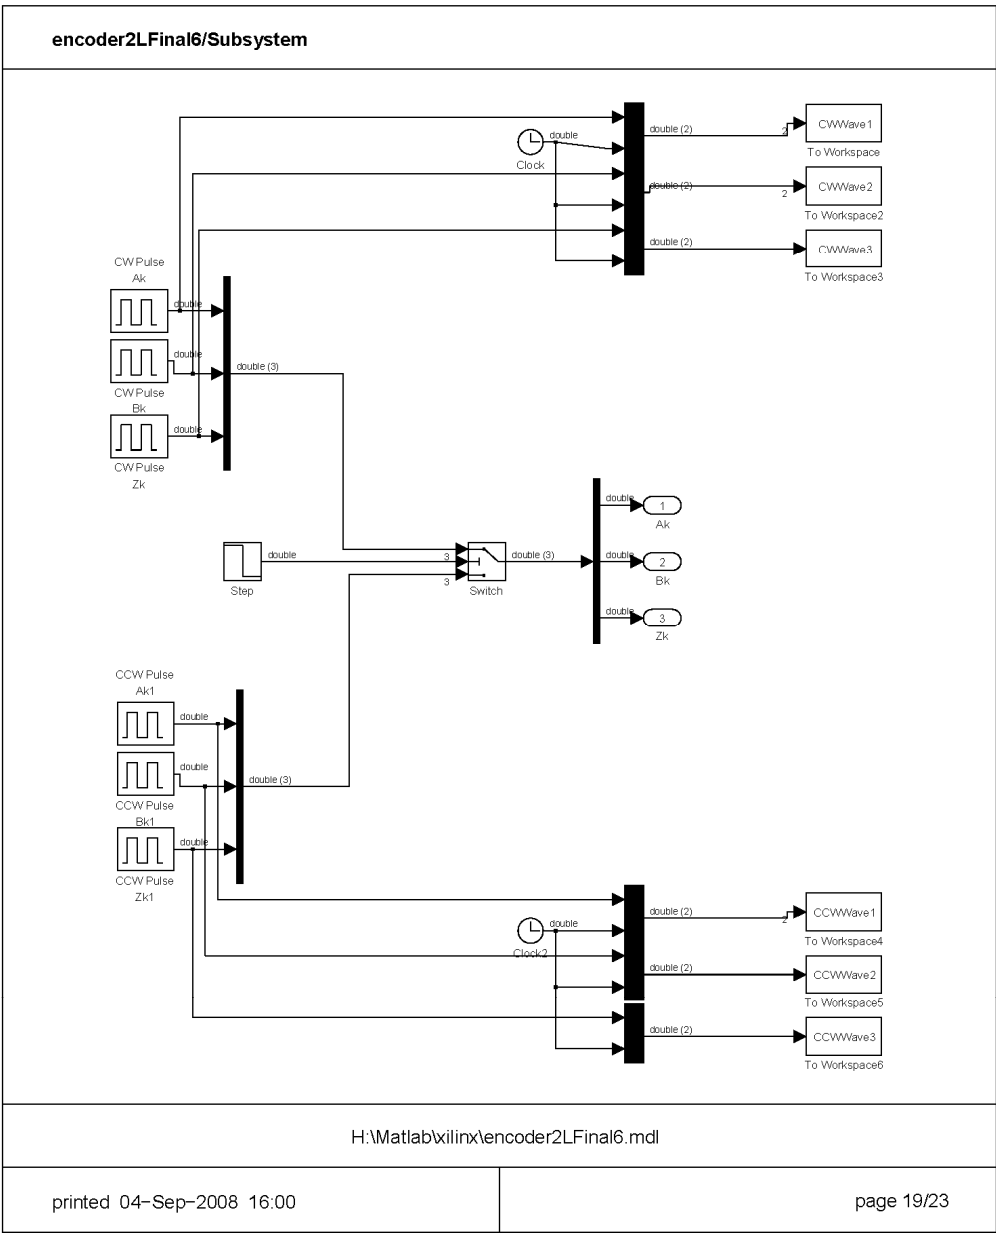 encoder2LFinal6/Subsystem
double
Clock
double (2)
2
CWWave1
To Workspace
double (2)
2
CWWave2
To Workspace2
double (2)
CWWave3
To Workspace3
CW Pulse
Ak
double
double
CW Pulse
Bk
double
CW Pulse
Zk
double (3)
double
Ak
1
double
Bk
2
double
Zk
3
Step
double
3
3
Switch
double (3)
CCW Pulse
Ak1
double
double
CCW Pulse
Bk1
double
CCW Pulse
Zk1
double (3)
double
Clock2
double (2)
2
CCWWave1
To Workspace4
double (2)
CCWWave2
To Workspace5
double (2)
CCWWave3
To Workspace6
H:\Matlab\xilinx\encoder2LFinal6.mdl
printed 04-Sep-2008 16:00
page 19/23